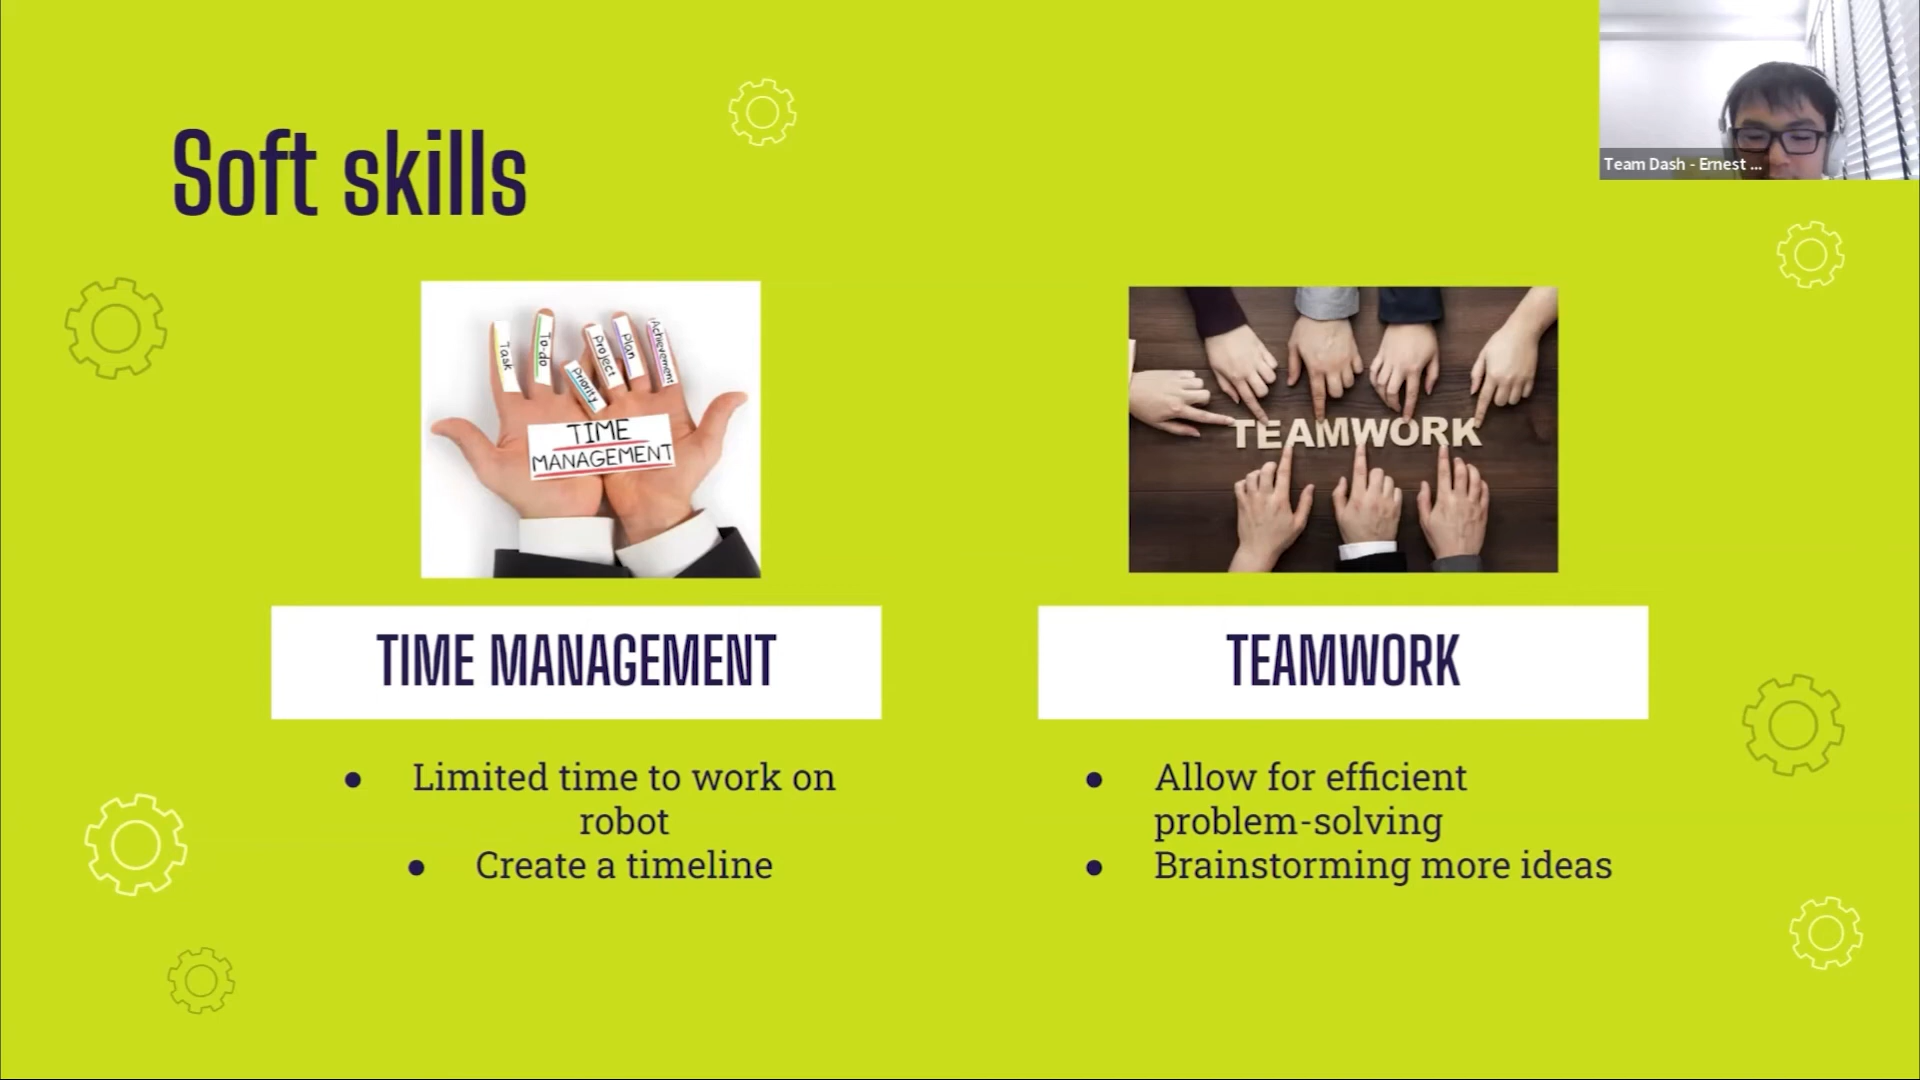 Soft skills
Team Dash - Ernest ...
Task
To-do
Priority
Project
Plan
Achievement
TIME
MANAGEMENT
TEAMWORK
TIME MANAGEMENT
TEAMWORK
● Limited time to work on
robot
● Create a timeline
● Allow for efficient
problem-solving
● Brainstorming more ideas